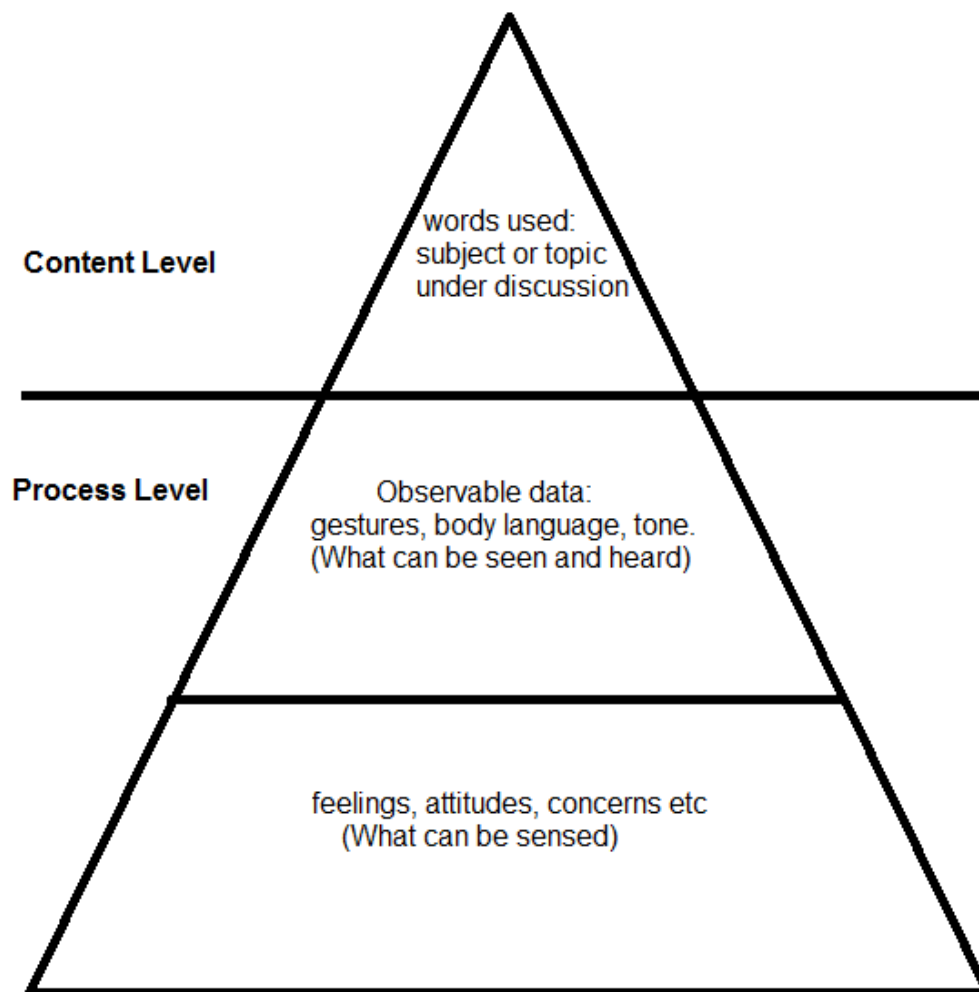 words used:
subject or topic
under discussion
Content Level
Process Level
Observable data:
gestures, body language, tone.
(What can be seen and heard)
feelings, attitudes, concerns etc
(What can be sensed)